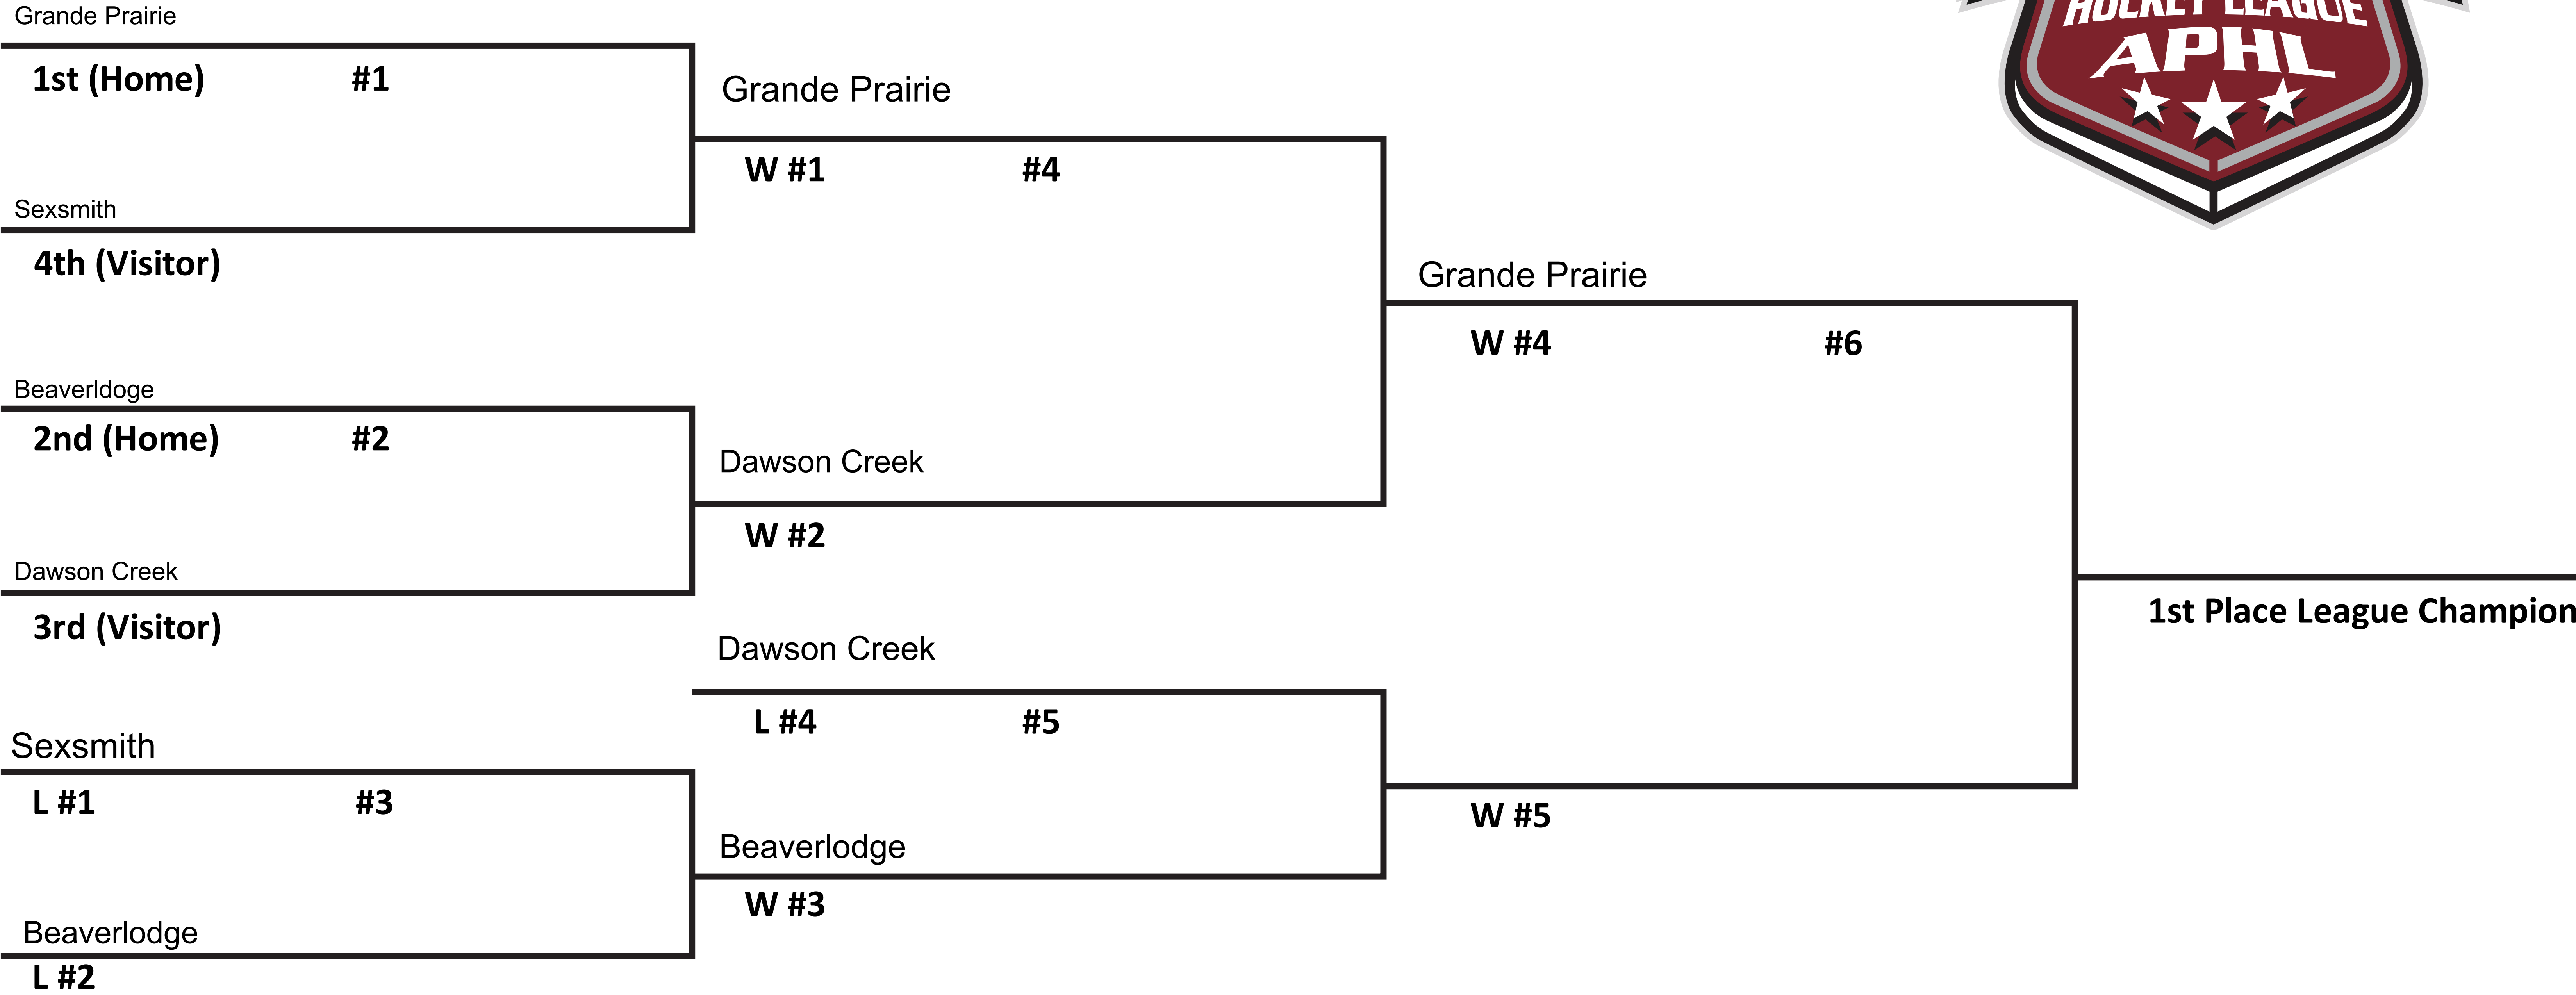 Grande Prairie
1st (Home) #1
Sexsmith
4th (Visitor)
Beaverldoge
2nd (Home) #2
Dawson Creek
3rd (Visitor)
Sexsmith
L #1 #3
Beaverlodge
L #2
Grande Prairie
W #1 #4
Dawson Creek
W #2
Dawson Creek
L #4 #5
Beaverlodge
W #3
Grande Prairie
W #4 #6
W #5
1st Place League Champion
HOCKEY LEAGUE
APHL